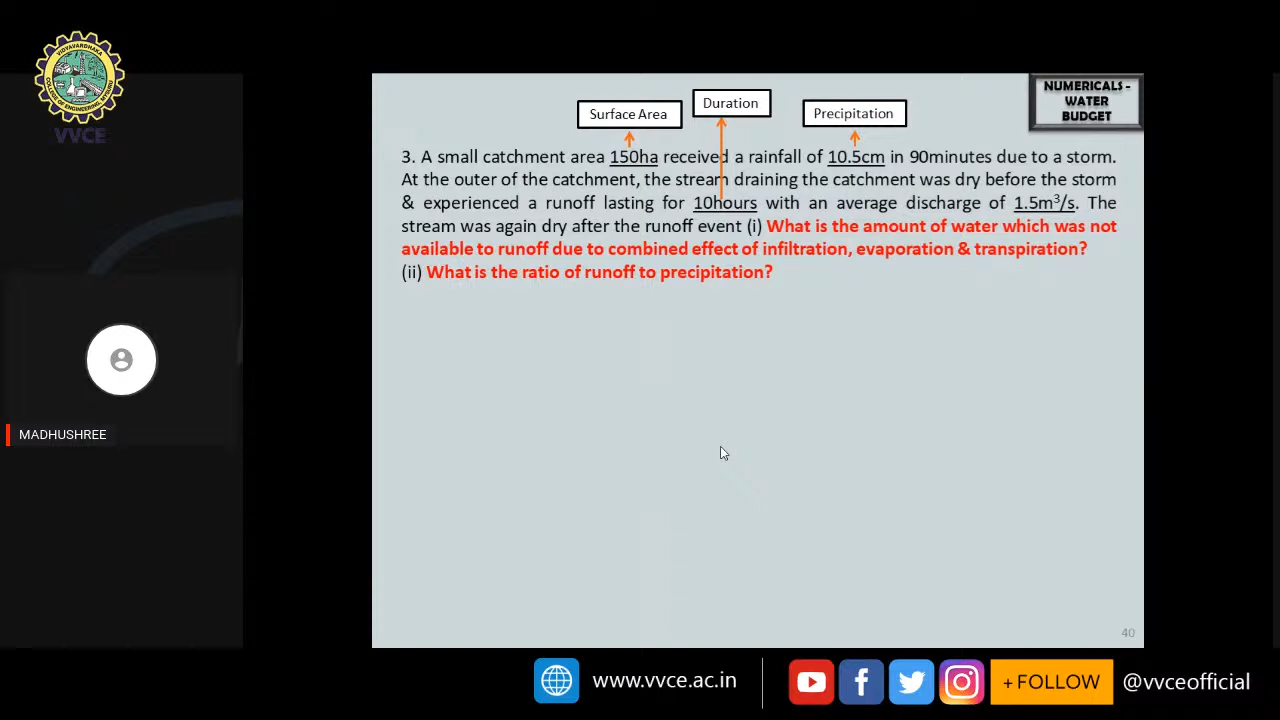 VIDYAVARDHAKA
COLLEGE OF ENGINEERING, MYSURU
VVCE
NUMERICALS -
WATER
BUDGET
Surface Area
Duration
Precipitation
3. A small catchment area 150ha received a rainfall of 10.5cm in 90minutes due to a storm.
At the outer of the catchment, the stream draining the catchment was dry before the storm
& experienced a runoff lasting for 10hours with an average discharge of 1.5m³/s. The
stream was again dry after the runoff event (i) What is the amount of water which was not
available to runoff due to combined effect of infiltration, evaporation & transpiration?
(ii) What is the ratio of runoff to precipitation?
MADHUSHREE
40
www.vvce.ac.in
+ FOLLOW
@vvceofficial